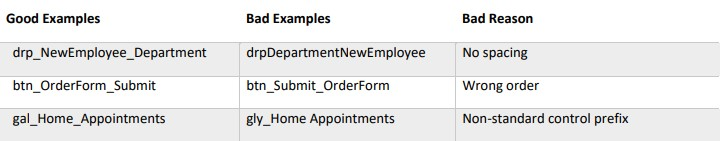 Good Examples Bad Examples Bad Reason
drp_NewEmployee_Department drpDepartmentNewEmployee No spacing
btn_OrderForm_Submit btn_Submit_OrderForm Wrong order
gal_Home_Appointments gly_Home Appointments Non-standard control prefix